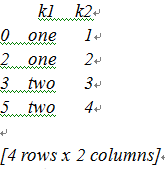 k1 k2
0 one 1
2 one 2
3 two 3
5 two 4
[4 rows x 2 columns]